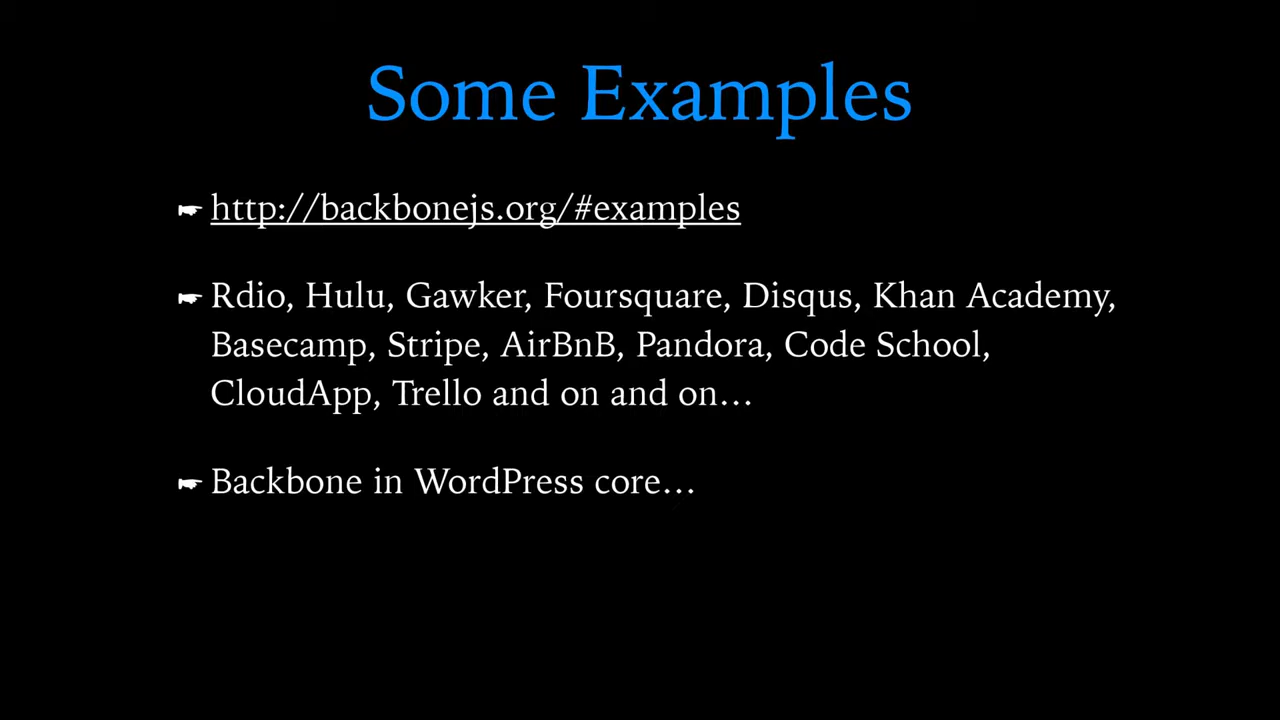 Some Examples
☛ http://backbonejs.org/#examples
☛ Rdio, Hulu, Gawker, Foursquare, Disqus, Khan Academy,
Basecamp, Stripe, AirBnB, Pandora, Code School,
CloudApp, Trello and on and on…
☛ Backbone in WordPress core…